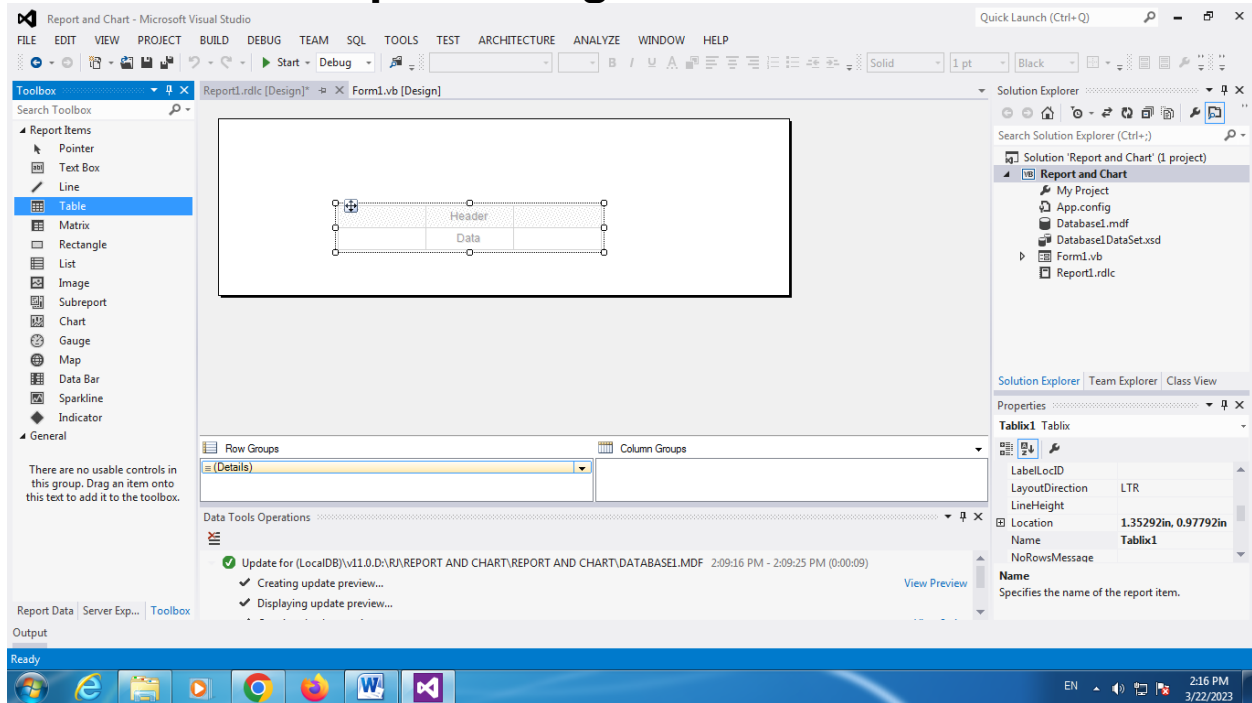 Report and Chart - Microsoft Visual Studio
Quick Launch (Ctrl+Q)
FILE EDIT VIEW PROJECT BUILD DEBUG TEAM SQL TOOLS TEST ARCHITECTURE ANALYZE WINDOW HELP
Start Debug B I U A Solid 1 pt Black
Toolbox
Search Toolbox
Report Items
Pointer
Text Box
Line
Table
Matrix
Rectangle
List
Image
Subreport
Chart
Gauge
Map
Data Bar
Sparkline
Indicator
General
There are no usable controls in
this group. Drag an item onto
this text to add it to the toolbox.
Report Data Server Exp... Toolbox
Report1.rdlc [Design]* Form1.vb [Design]
Header
Data
Row Groups Column Groups
(Details)
Data Tools Operations
Update for (LocalDB)\v11.0.D:\RJ\REPORT AND CHART\REPORT AND CHART\DATABASE1.MDF 2:09:16 PM - 2:09:25 PM (0:00:09)
Creating update preview... View Preview
Displaying update preview...
Solution Explorer
Search Solution Explorer (Ctrl+;)
Solution 'Report and Chart' (1 project)
VB Report and Chart
My Project
App.config
Database1.mdf
Database1DataSet.xsd
Form1.vb
Report1.rdlc
Solution Explorer Team Explorer Class View
Properties
Tablix1 Tablix
LabelLocID
LayoutDirection LTR
LineHeight
Location 1.35292in, 0.97792in
Name Tablix1
NoRowsMessage
Name
Specifies the name of the report item.
Output
Ready
EN 2:16 PM
3/22/2023